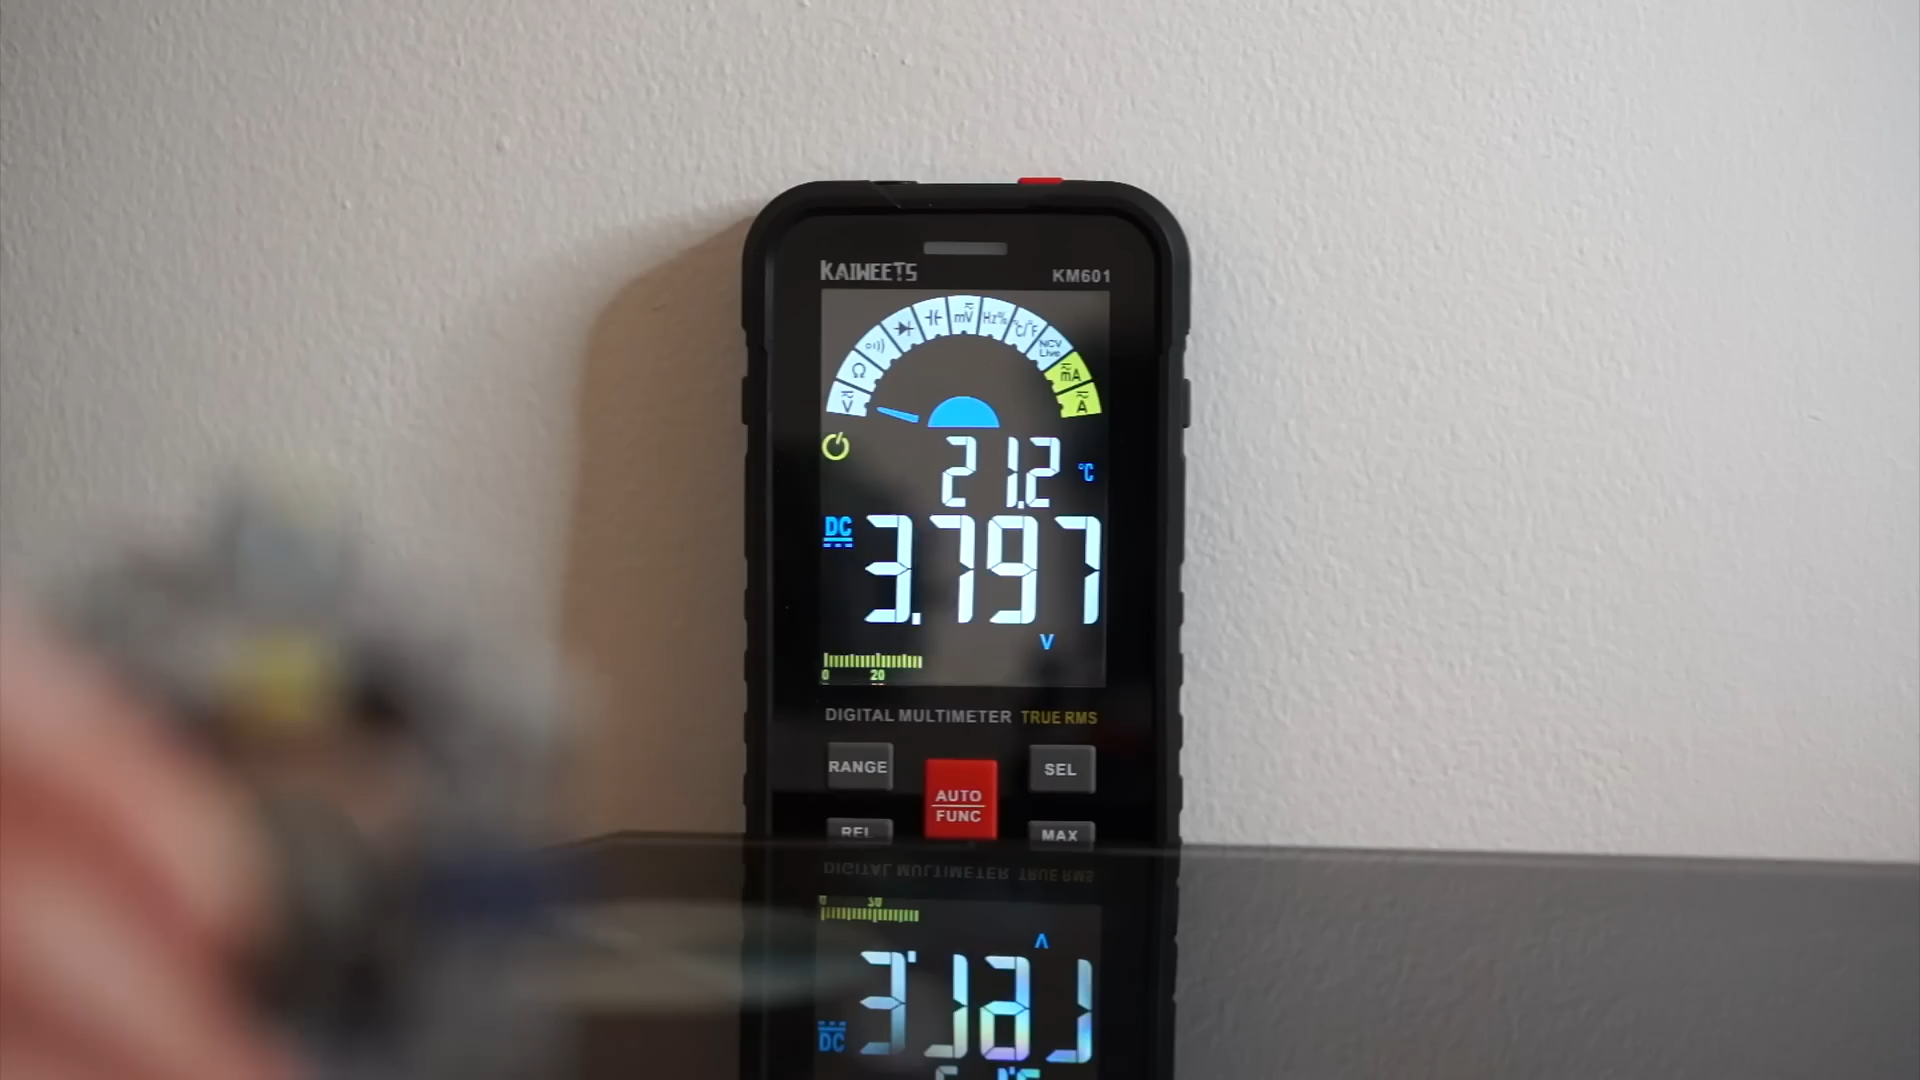 KAIWEETS KM601
V Ω mV Hz% °C/°F NCV Live mA A
21.2 °C
DC 3.797
V
0 20
DIGITAL MULTIMETER TRUE RMS
RANGE SEL
AUTO
FUNC
REL MAX